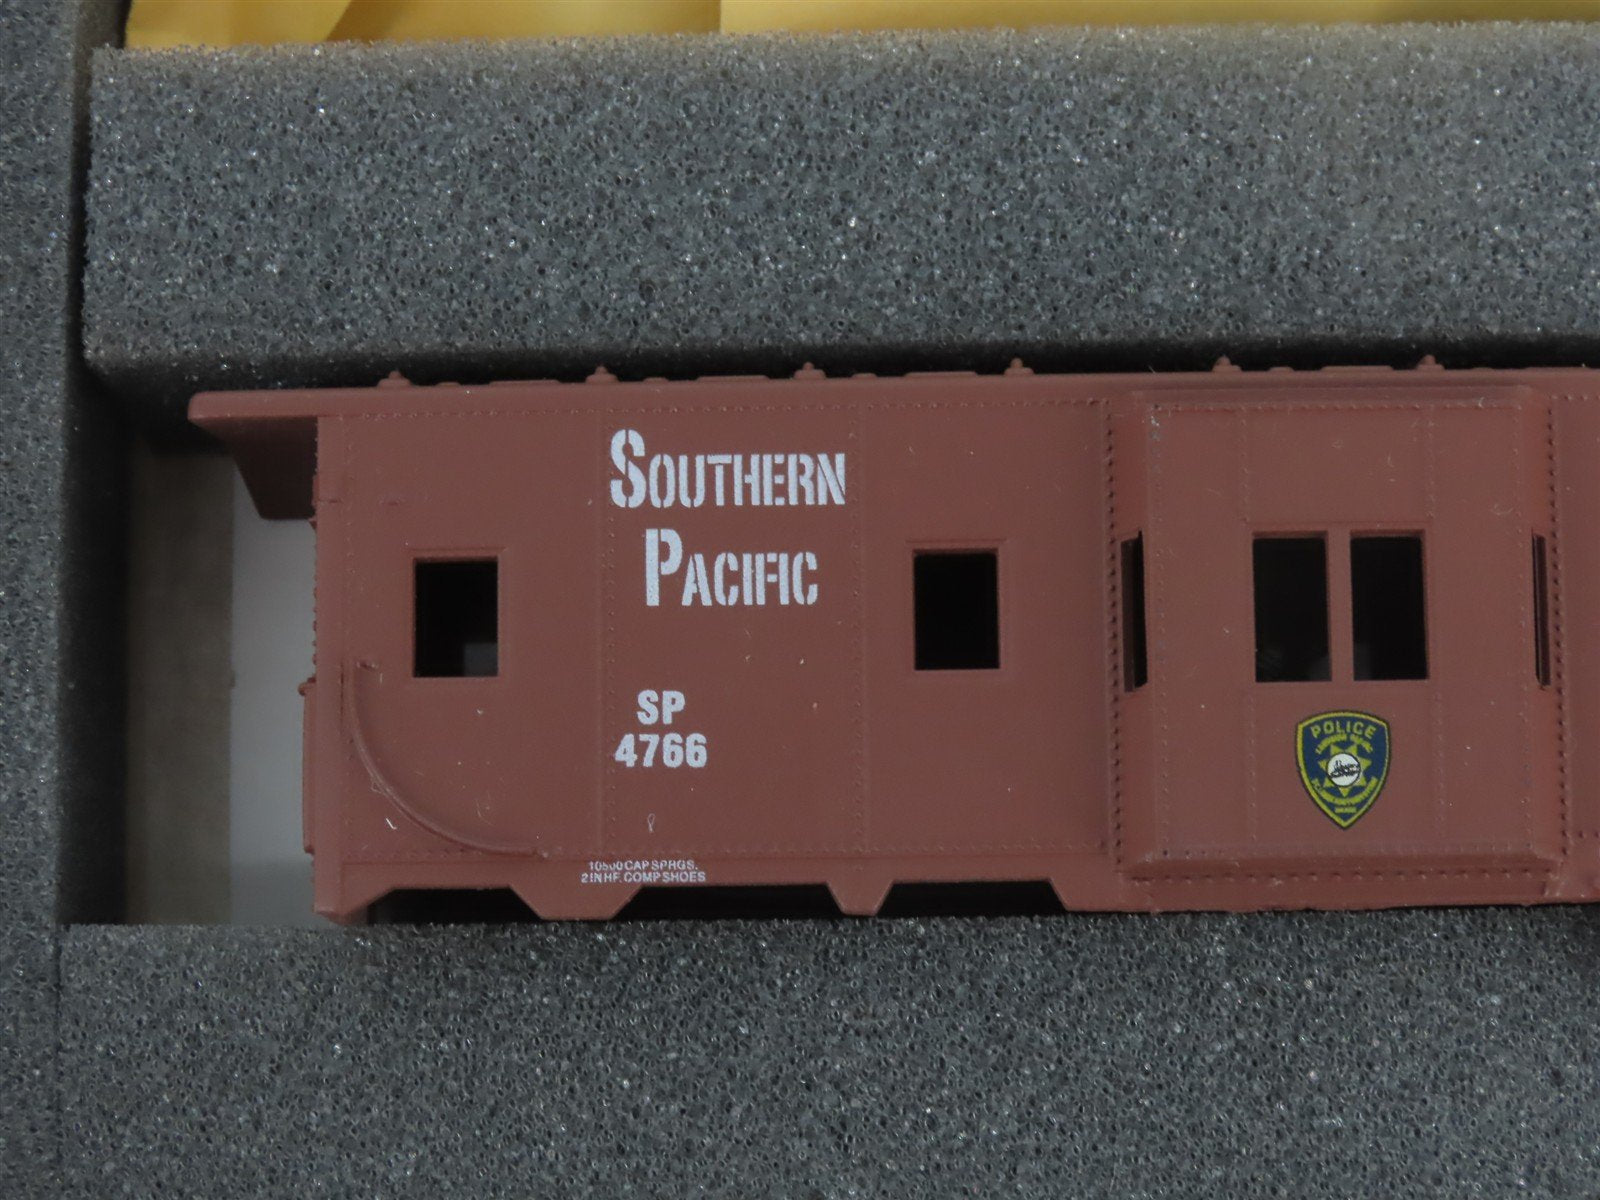 SOUTHERN
PACIFIC
SP
4766
10500 CAP SPRGS.
2 IN HF. COMP SHOES
POLICE